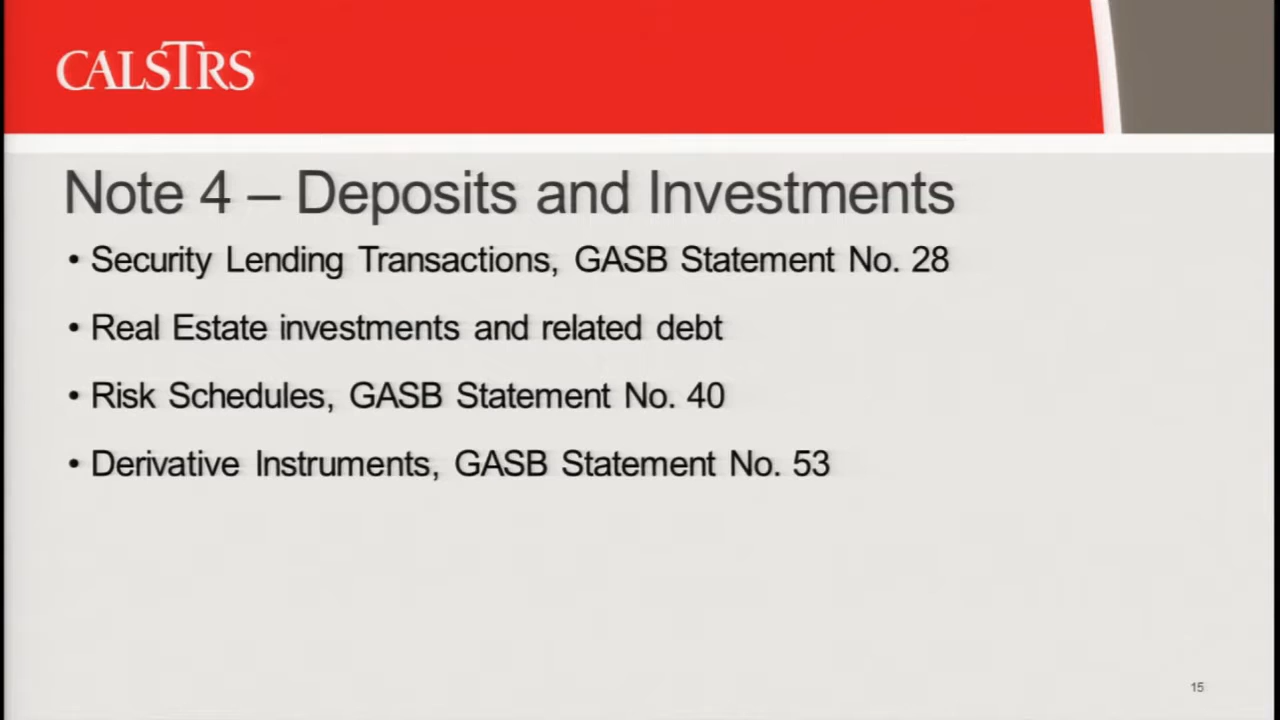 CALSTRS
Note 4 – Deposits and Investments
• Security Lending Transactions, GASB Statement No. 28
• Real Estate investments and related debt
• Risk Schedules, GASB Statement No. 40
• Derivative Instruments, GASB Statement No. 53
15